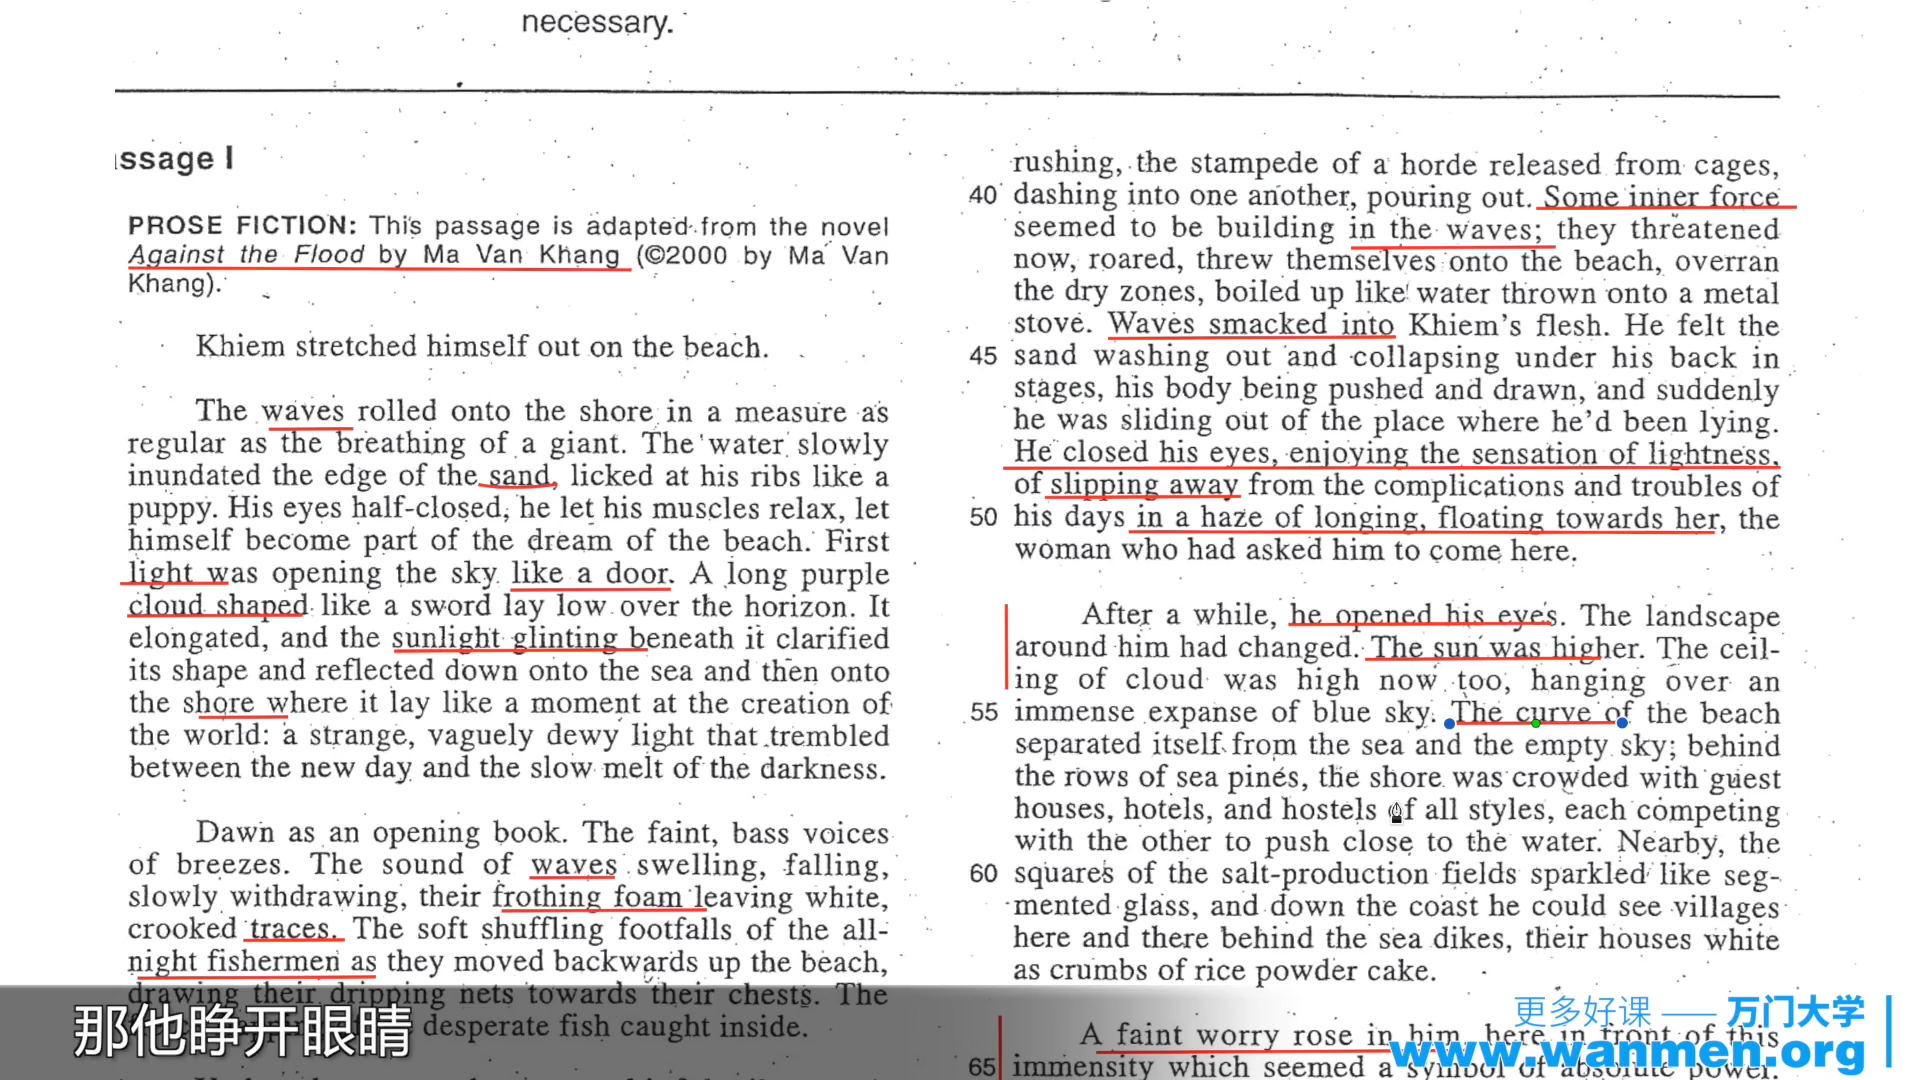 necessary.
ssage I
PROSE FICTION: This passage is adapted from the novel
Against the Flood by Ma Van Khang (©2000 by Ma Van
Khang).
Khiem stretched himself out on the beach.
The waves rolled onto the shore in a measure as
regular as the breathing of a giant. The water slowly
inundated the edge of the sand, licked at his ribs like a
puppy. His eyes half-closed, he let his muscles relax, let
himself become part of the dream of the beach. First
light was opening the sky like a door. A long purple
cloud shaped like a sword lay low over the horizon. It
elongated, and the sunlight glinting beneath it clarified
its shape and reflected down onto the sea and then onto
the shore where it lay like a moment at the creation of
the world: a strange, vaguely dewy light that trembled
between the new day and the slow melt of the darkness.
Dawn as an opening book. The faint, bass voices
of breezes. The sound of waves swelling, falling,
slowly withdrawing, their frothing foam leaving white,
crooked traces. The soft shuffling footfalls of the all-
night fishermen as they moved backwards up the beach,
drawing their dripping nets towards their chests. The
desperate fish caught inside.
rushing, the stampede of a horde released from cages,
40 dashing into one another, pouring out. Some inner force
seemed to be building in the waves; they threatened
now, roared, threw themselves onto the beach, overran
the dry zones, boiled up like water thrown onto a metal
stove. Waves smacked into Khiem's flesh. He felt the
45 sand washing out and collapsing under his back in
stages, his body being pushed and drawn, and suddenly
he was sliding out of the place where he'd been lying.
He closed his eyes, enjoying the sensation of lightness,
of slipping away from the complications and troubles of
50 his days in a haze of longing, floating towards her, the
woman who had asked him to come here.
After a while, he opened his eyes. The landscape
around him had changed. The sun was higher. The ceil-
ing of cloud was high now too, hanging over an
55 immense expanse of blue sky. The curve of the beach
separated itself from the sea and the empty sky; behind
the rows of sea pines, the shore was crowded with guest
houses, hotels, and hostels of all styles, each competing
with the other to push close to the water. Nearby, the
60 squares of the salt-production fields sparkled like seg-
mented glass, and down the coast he could see villages
here and there behind the sea dikes, their houses white
as crumbs of rice powder cake.
A faint worry rose in him, here in front of this
65 immensity which seemed a symbol of absolute power.
那他睁开眼睛
更多好课 —— 万门大学
www.wanmen.org